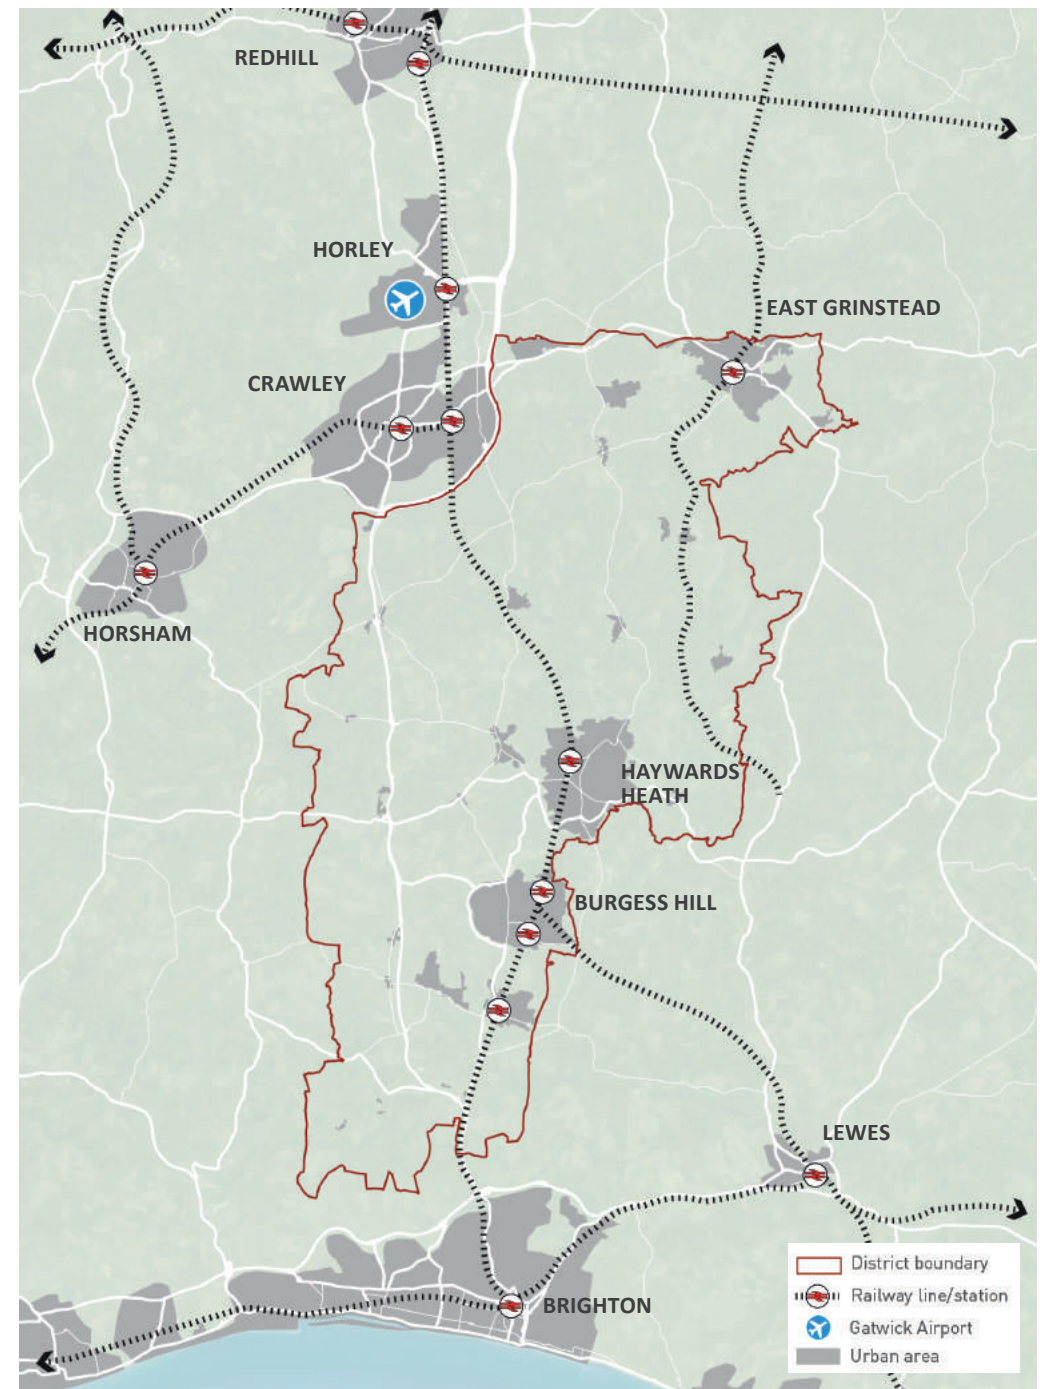 REDHILL
HORLEY
EAST GRINSTEAD
CRAWLEY
HORSHAM
HAYWARDS
HEATH
BURGESS HILL
LEWES
BRIGHTON
District boundary
Railway line/station
Gatwick Airport
Urban area